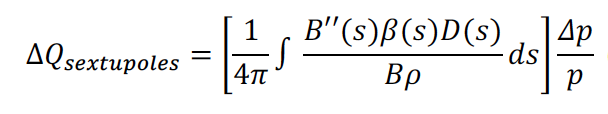 ΔQ_sextupoles = [1/4π ∫ B′′(s)β(s)D(s)/Bρ ds] Δp/p